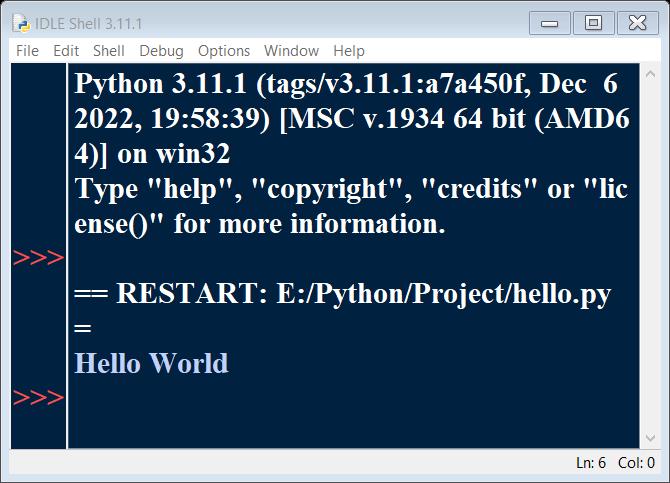 IDLE Shell 3.11.1
File Edit Shell Debug Options Window Help
Python 3.11.1 (tags/v3.11.1:a7a450f, Dec  6
2022, 19:58:39) [MSC v.1934 64 bit (AMD6
4)] on win32
Type "help", "copyright", "credits" or "lic
ense()" for more information.
>>>
== RESTART: E:/Python/Project/hello.py
=
Hello World
>>>
Ln: 6 Col: 0